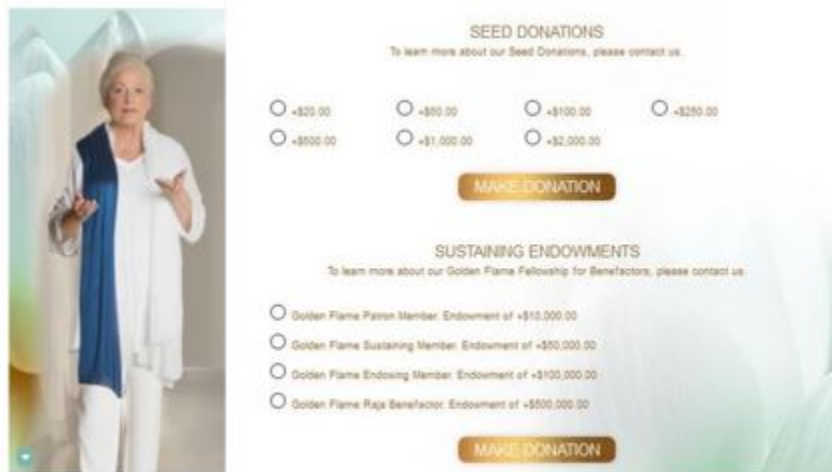 SEED DONATIONS
To learn more about our Seed Donations, please contact us.
+$20.00 +$50.00 +$100.00 +$250.00
+$500.00 +$1,000.00 +$2,000.00
MAKE DONATION
SUSTAINING ENDOWMENTS
To learn more about our Golden Flame Fellowship for Benefactors, please contact us.
Golden Flame Patron Member. Endowment of +$10,000.00
Golden Flame Sustaining Member. Endowment of +$50,000.00
Golden Flame Endowing Member. Endowment of +$100,000.00
Golden Flame Raja Benefactor. Endowment of +$500,000.00
MAKE DONATION